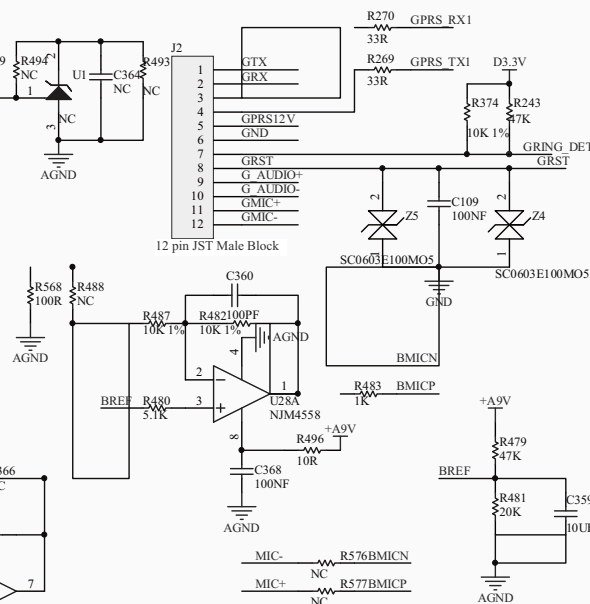 R270
GPRS_RX1
33R
R494
NC
2
U1
C364
NC
R493
NC
1
NC
3
AGND
J2
1 GTX
2 GRX
3
4
5 GPRS12V
6 GND
7
8 GRST
9 G_AUDIO+
10 G_AUDIO-
11 GMIC+
12 GMIC-
12 pin JST Male Block
R269
GPRS_TX1
33R
D3.3V
R374
10K 1%
R243
47K
GRING_DET
GRST
2
Z5
1
C109
100NF
2
Z4
1
SC0603E100MO5
SC0603E100MO5
GND
R568
100R
AGND
R488
NC
C360
100PF
R487
10K 1%
R482
10K 1%
AGND
4
2
3
1
8
U28A
NJM4558
BREF
R480
5.1K
+A9V
R496
10R
C368
100NF
AGND
BMICN
R483
1K
BMICP
+A9V
R479
47K
BREF
R481
20K
AGND
7
MIC-
NC
R576
BMICN
MIC+
NC
R577
BMICP